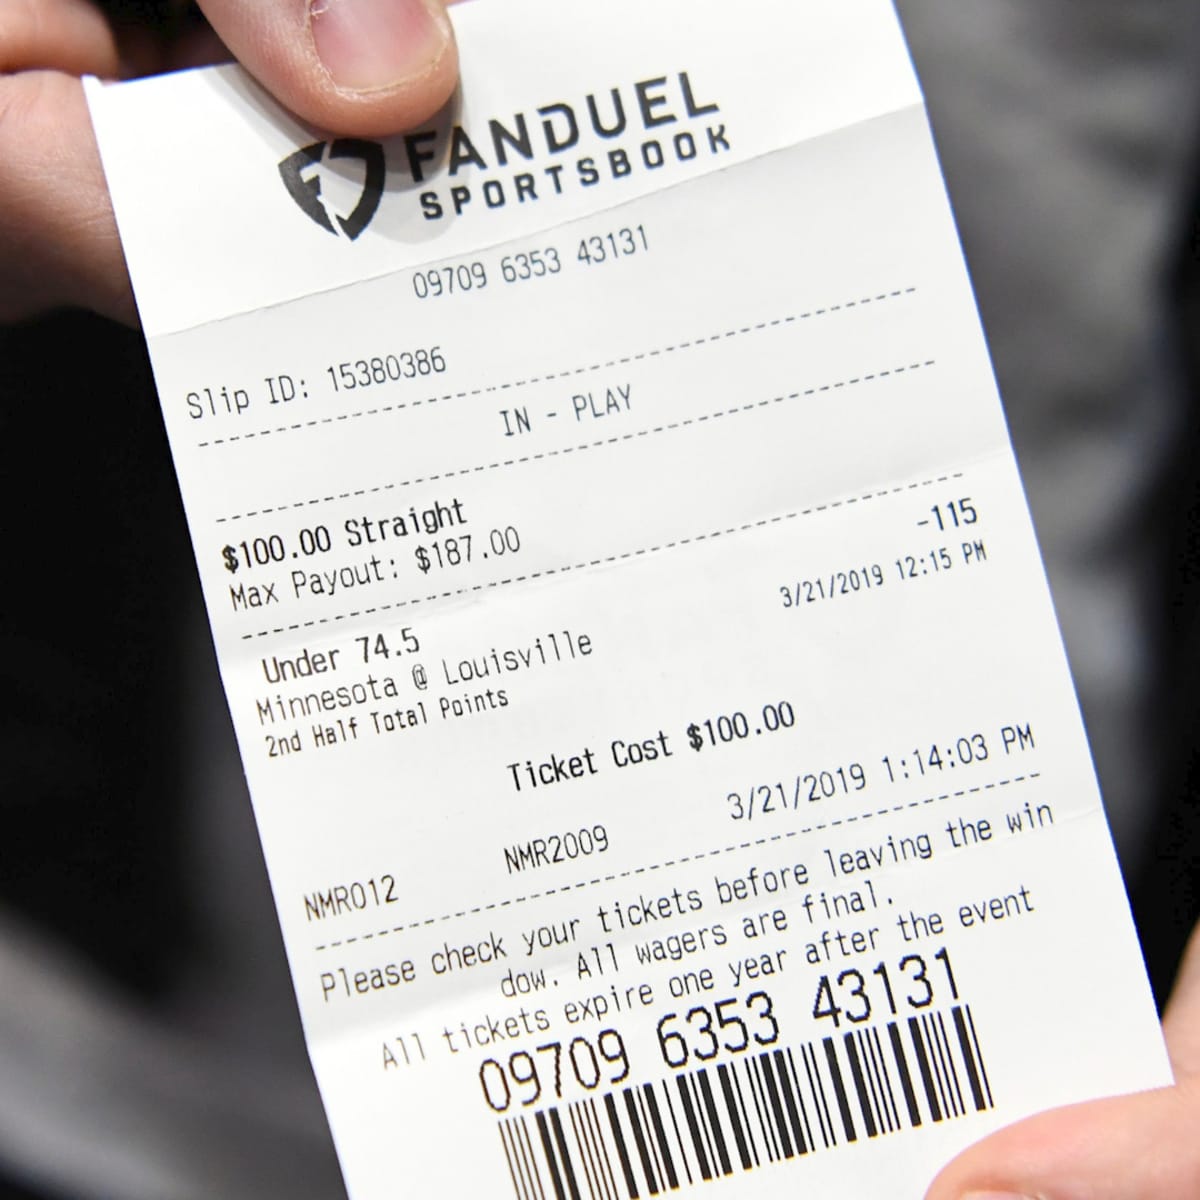 FANDUEL
SPORTSBOOK
09709 6353 43131
Slip ID: 15380386
IN - PLAY
$100.00 Straight
Max Payout: $187.00
-115
3/21/2019 12:15 PM
Under 74.5
Minnesota @ Louisville
2nd Half Total Points
Ticket Cost $100.00
3/21/2019 1:14:03 PM
NMR012 NMR2009
Please check your tickets before leaving the win
dow. All wagers are final.
All tickets expire one year after the event
09709 6353 43131